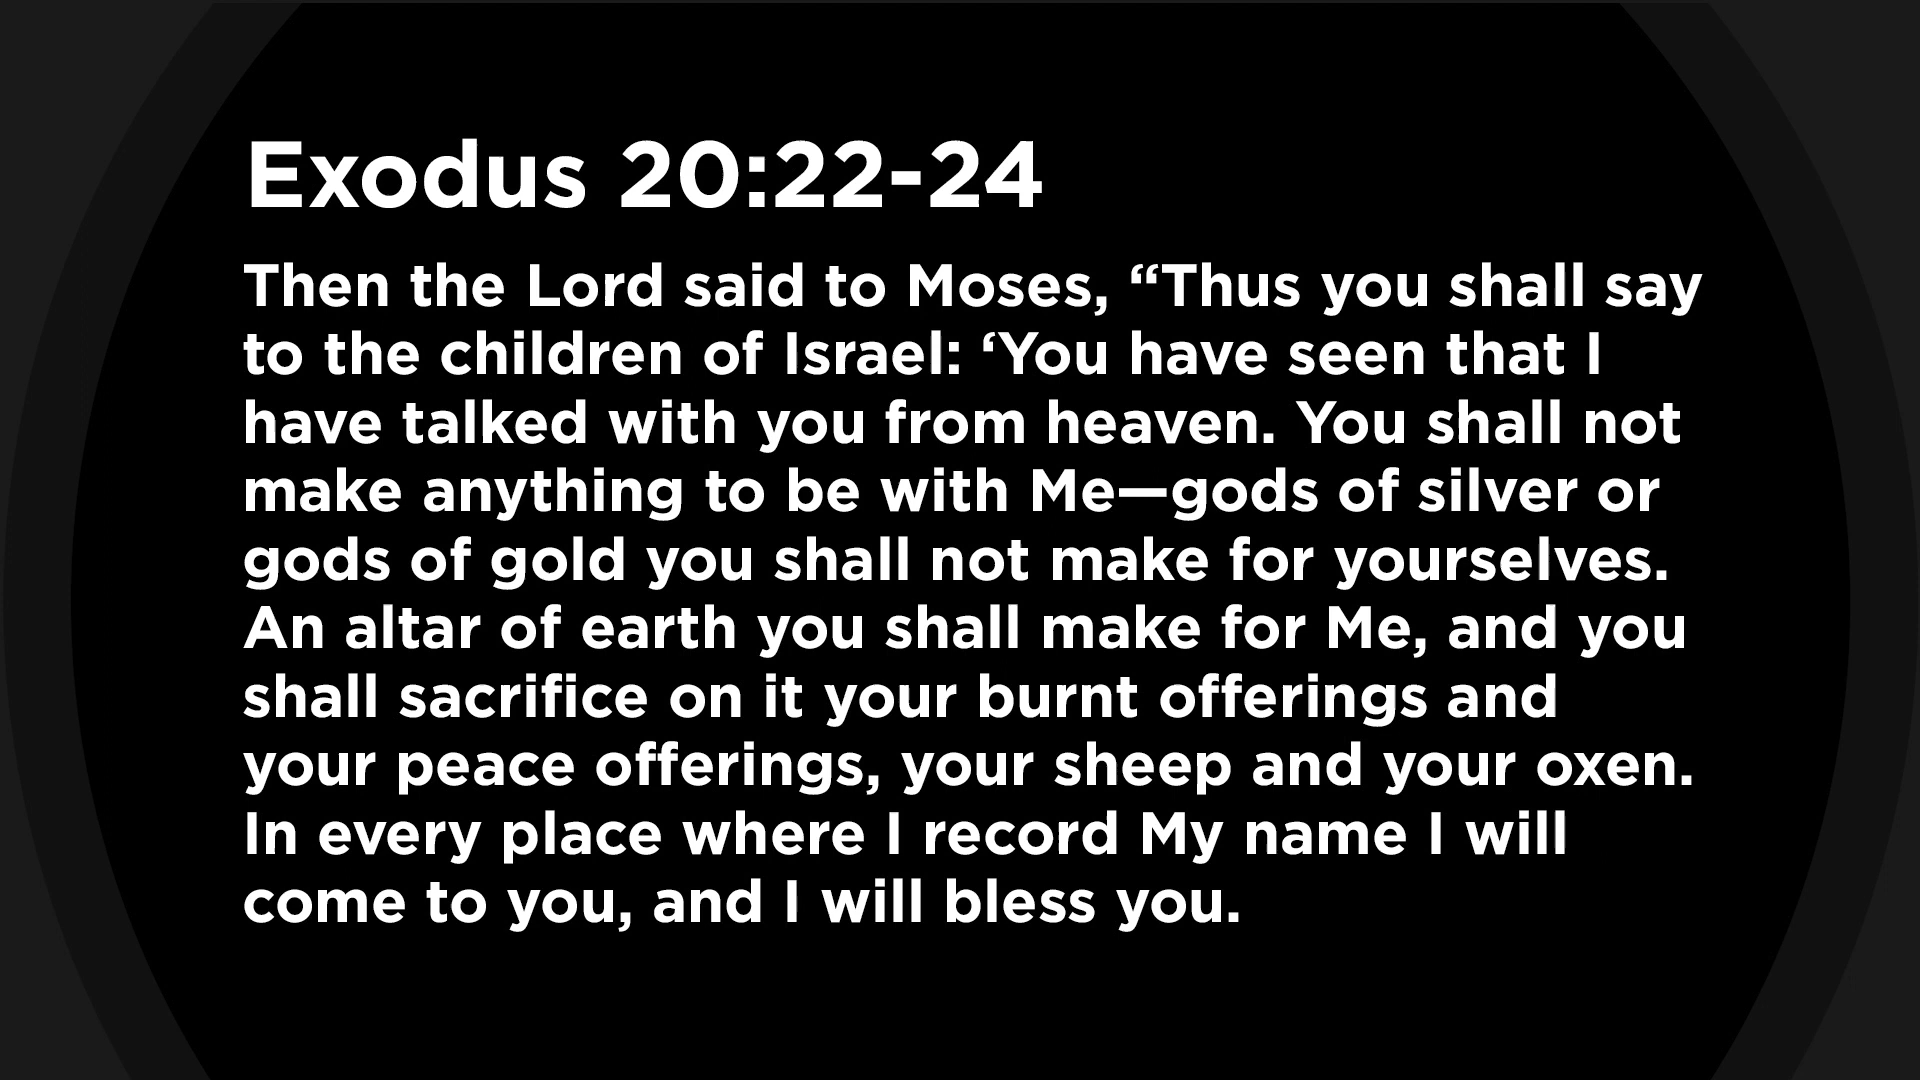 Exodus 20:22-24
Then the Lord said to Moses, “Thus you shall say
to the children of Israel: ‘You have seen that I
have talked with you from heaven. You shall not
make anything to be with Me—gods of silver or
gods of gold you shall not make for yourselves.
An altar of earth you shall make for Me, and you
shall sacrifice on it your burnt offerings and
your peace offerings, your sheep and your oxen.
In every place where I record My name I will
come to you, and I will bless you.